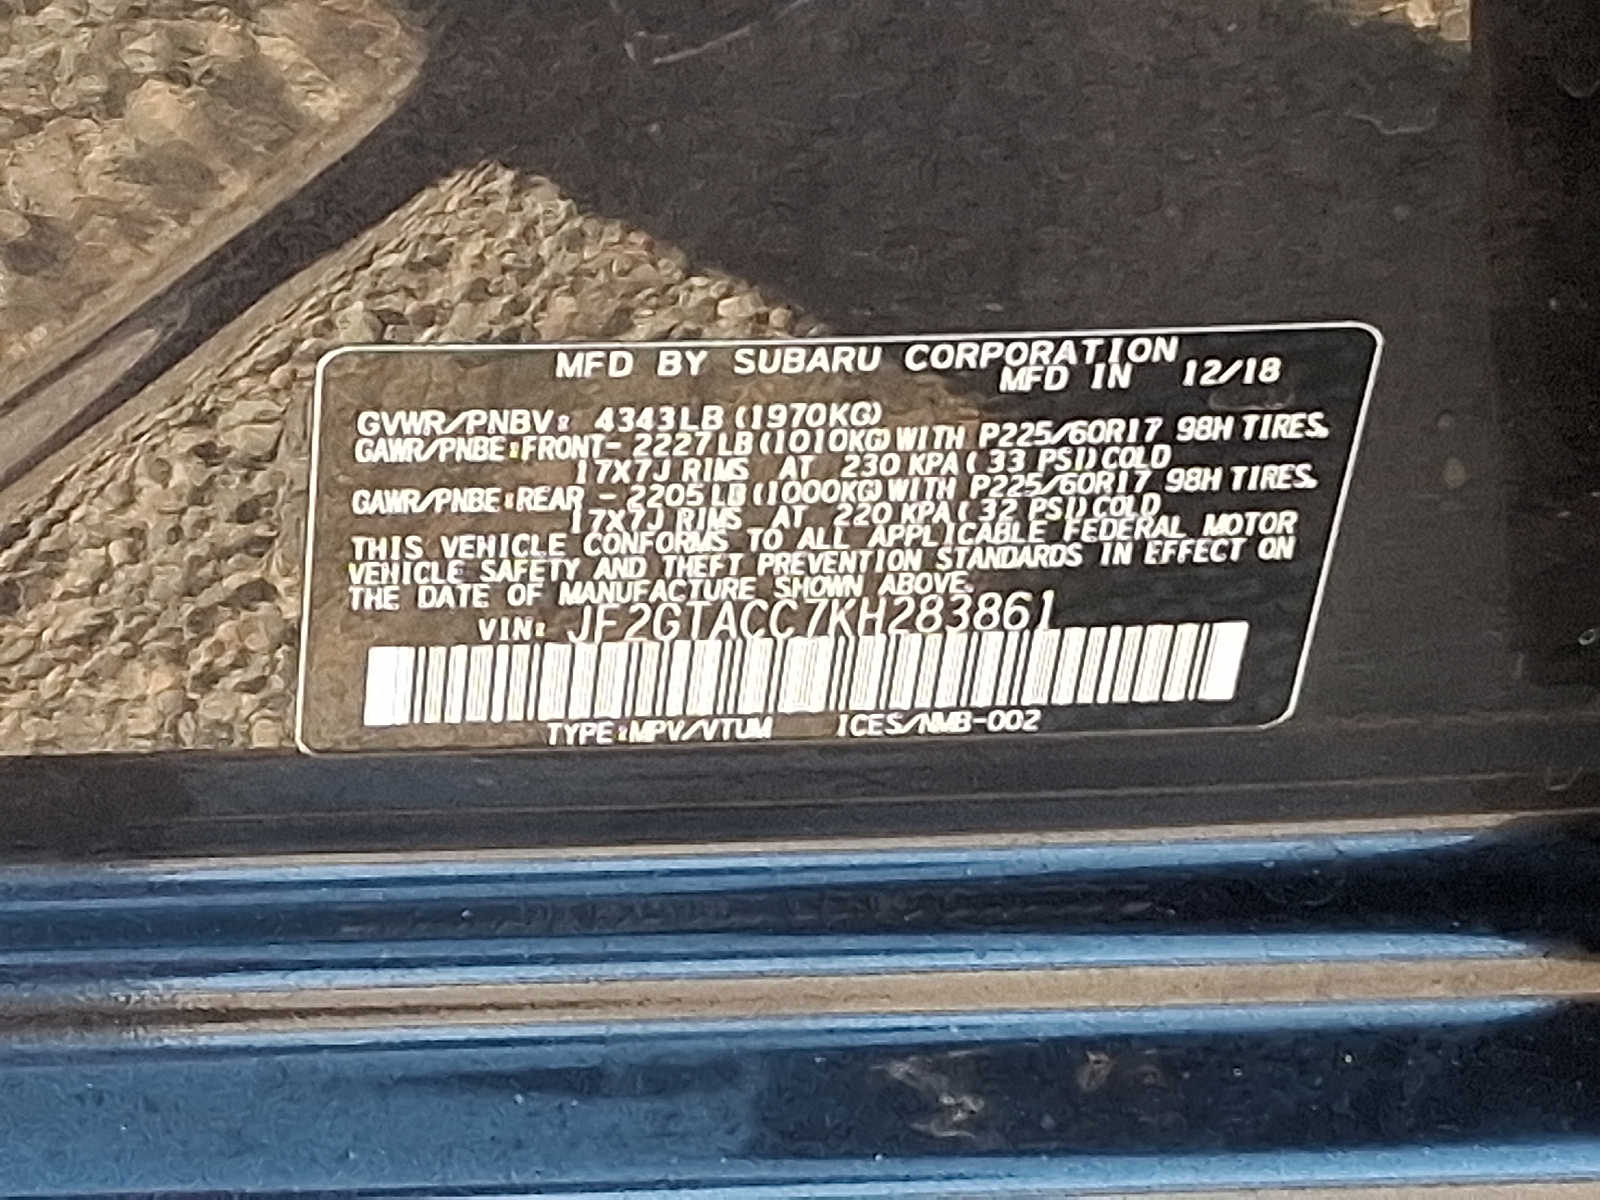 MFD BY SUBARU CORPORATION
MFD IN 12/18
GVWR/PNBV: 4343LB (1970KG)
GAWR/PNBE:FRONT- 2227LB(1010KG)WITH P225/60R17 98H TIRES,
17X7J RIMS AT 230 KPA( 33 PSI)COLD
GAWR/PNBE:REAR - 2205LB(1000KG)WITH P225/60R17 98H TIRES,
17X7J RIMS AT 220 KPA( 32 PSI)COLD
THIS VEHICLE CONFORMS TO ALL APPLICABLE FEDERAL MOTOR
VEHICLE SAFETY AND THEFT PREVENTION STANDARDS IN EFFECT ON
THE DATE OF MANUFACTURE SHOWN ABOVE.
VIN: JF2GTACC7KH283861
TYPE:MPV/VTUM ICES/NMB-002